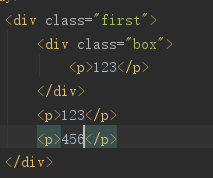 <div class="first">
<div class="box">
<p>123</p>
</div>
<p>123</p>
<p>456</p>
</div>